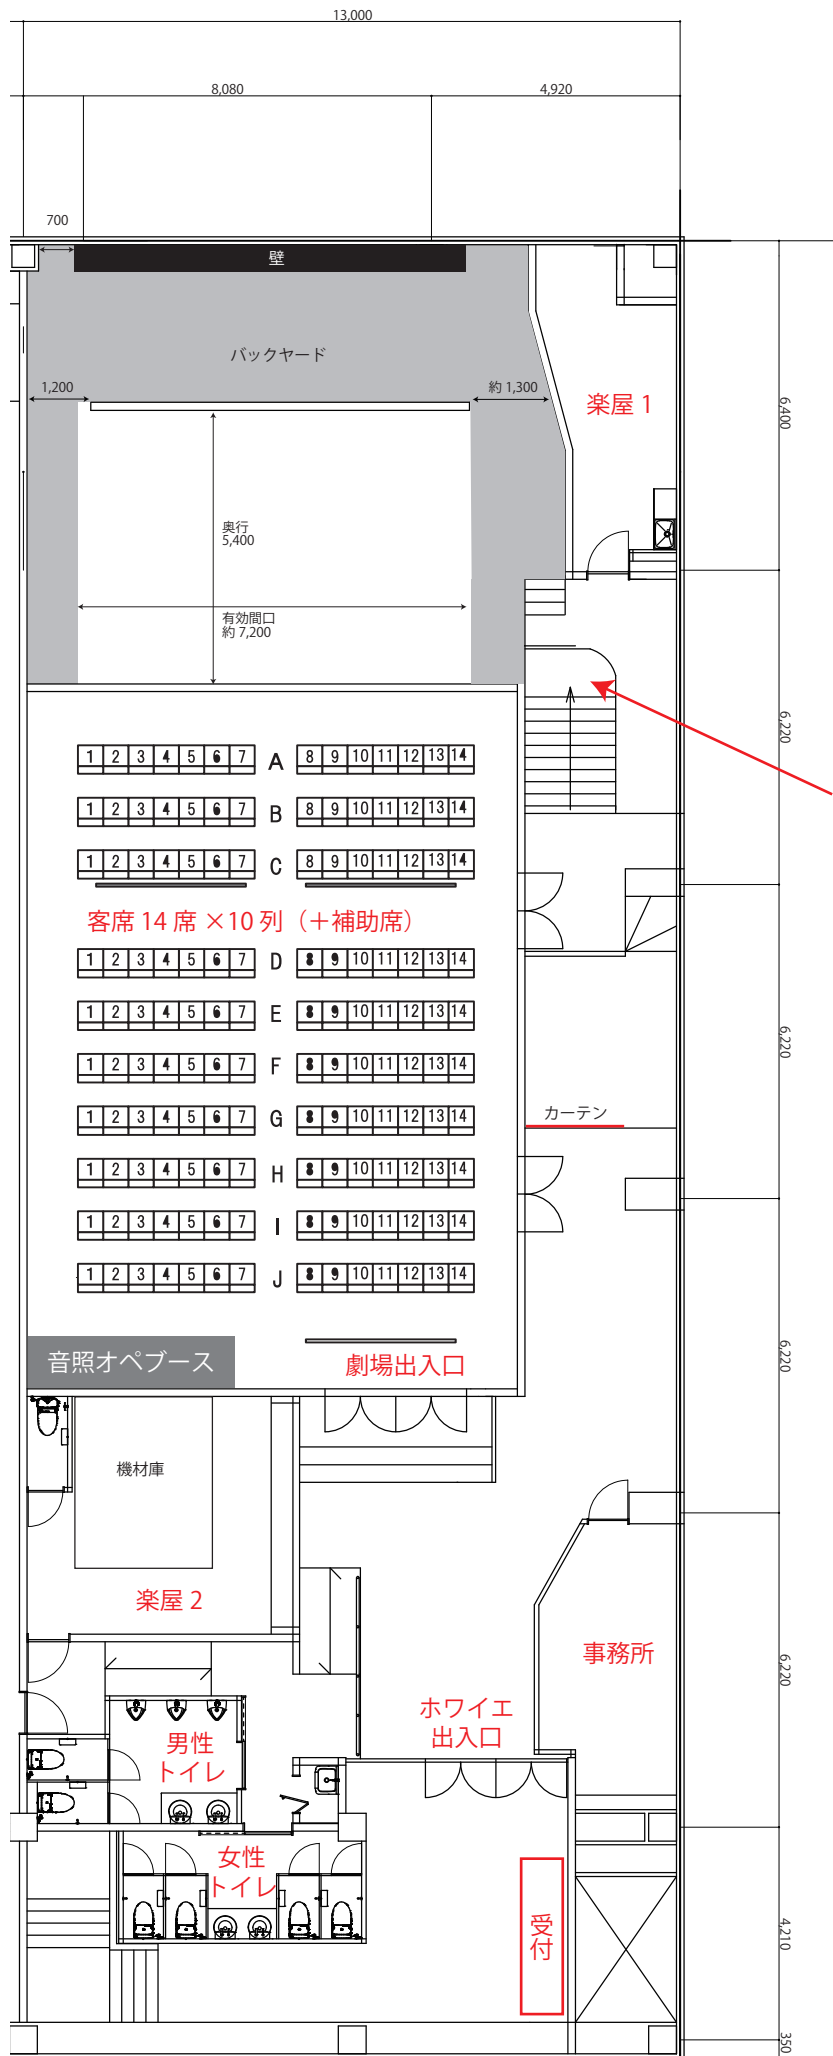 13,000
8,080
4,920
700
壁
バックヤード
1,200
約 1,300
楽屋 1
6,400
奥行
5,400
有効間口
約 7,200
6,220
1 2 3 4 5 6 7 A 8 9 10 11 12 13 14
1 2 3 4 5 6 7 B 8 9 10 11 12 13 14
1 2 3 4 5 6 7 C 8 9 10 11 12 13 14
客席 14 席 ×10 列（＋補助席）
1 2 3 4 5 6 7 D 8 9 10 11 12 13 14
1 2 3 4 5 6 7 E 8 9 10 11 12 13 14
6,220
1 2 3 4 5 6 7 F 8 9 10 11 12 13 14
1 2 3 4 5 6 7 G 8 9 10 11 12 13 14
カーテン
1 2 3 4 5 6 7 H 8 9 10 11 12 13 14
1 2 3 4 5 6 7 I 8 9 10 11 12 13 14
1 2 3 4 5 6 7 J 8 9 10 11 12 13 14
6,220
音照オペブース
劇場出入口
機材庫
楽屋 2
事務所
6,220
ホワイエ
出入口
男性
トイレ
女性
トイレ
受付
4,210
350